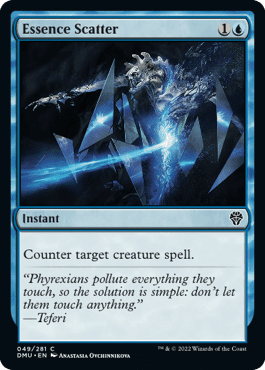 Essence Scatter 1
Instant
Counter target creature spell.
“Phyrexians pollute everything they
touch, so the solution is simple: don’t let
them touch anything.”
—Teferi
049/281 C
DMU • EN Anastasia Ovchinnikova
™ & © 2022 Wizards of the Coast